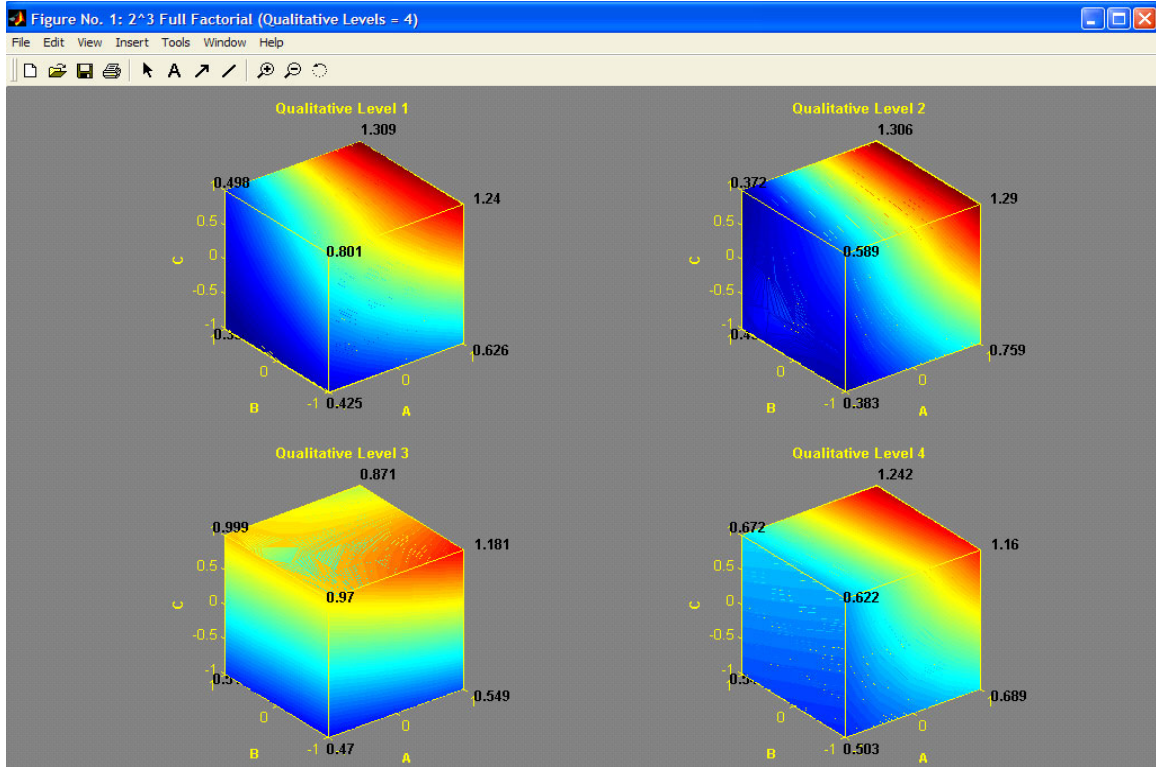 Figure No. 1: 2^3 Full Factorial (Qualitative Levels = 4)
File Edit View Insert Tools Window Help
A
Qualitative Level 1
1.309
0.498
1.24
0.801
0.5
0
-0.5
-1
C
0.626
1
0
B
-1
0.425
0
A
Qualitative Level 2
1.306
0.372
1.29
0.589
0.5
0
-0.5
-1
C
0.759
1
0
B
-1
0.383
0
A
Qualitative Level 3
0.871
0.999
1.181
0.97
0.5
0
-0.5
-1
C
0.549
1
0
B
-1
0.47
0
A
Qualitative Level 4
1.242
0.672
1.16
0.622
0.5
0
-0.5
-1
C
0.689
1
0
B
-1
0.503
0
A